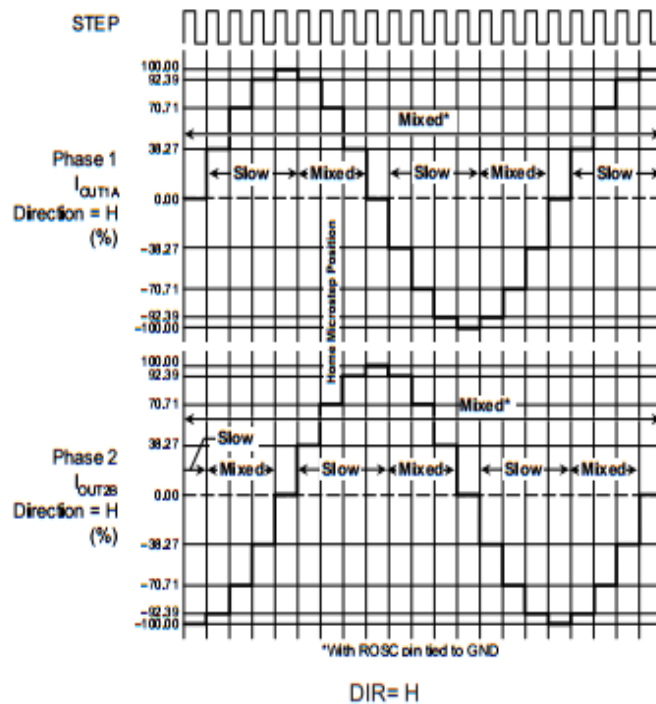 STEP
100.00
92.39
70.71
Mixed*
38.27
Slow
Mixed
Slow
Mixed
Slow
Phase 1
IOUT1A
Direction = H
(%)
0.00
–38.27
–70.71
–92.39
–100.00
Home Microstep Position
100.00
92.39
70.71
Mixed*
38.27
Slow
Mixed
Slow
Mixed
Slow
Mixed
Phase 2
IOUT2B
Direction = H
(%)
0.00
–38.27
–70.71
–92.39
–100.00
*With ROSC pin tied to GND
DIR= H